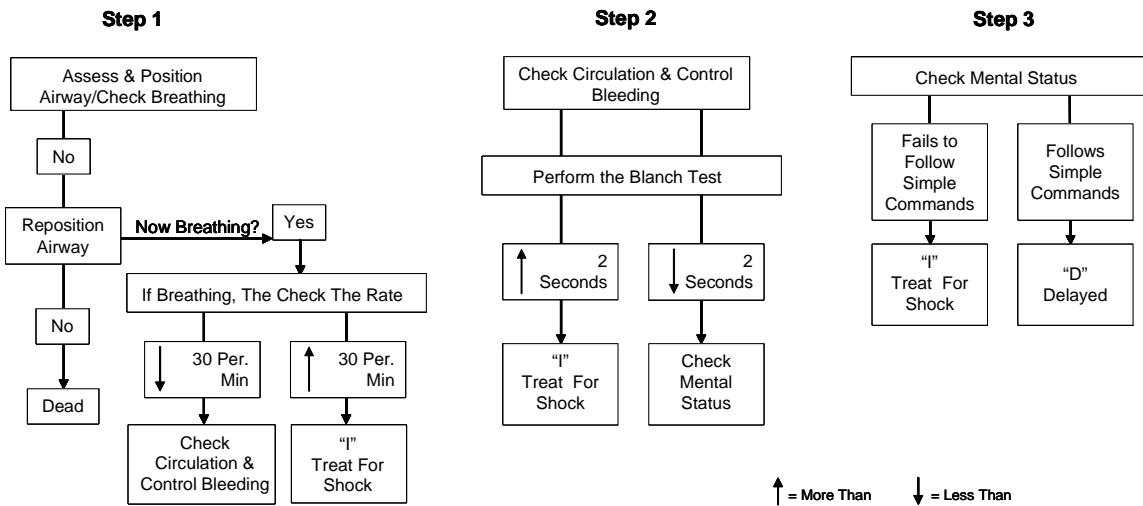 Step 1
Assess & Position
Airway/Check Breathing
No
Reposition
Airway
Now Breathing?
Yes
If Breathing, The Check The Rate
No
Dead
30 Per.
Min
30 Per.
Min
Check
Circulation &
Control Bleeding
"I"
Treat For
Shock
Step 2
Check Circulation & Control
Bleeding
Perform the Blanch Test
2
Seconds
2
Seconds
“I”
Treat For
Shock
Check
Mental
Status
Step 3
Check Mental Status
Fails to
Follow
Simple
Commands
Follows
Simple
Commands
“I”
Treat For
Shock
“D”
Delayed
↑ = More Than
↓ = Less Than